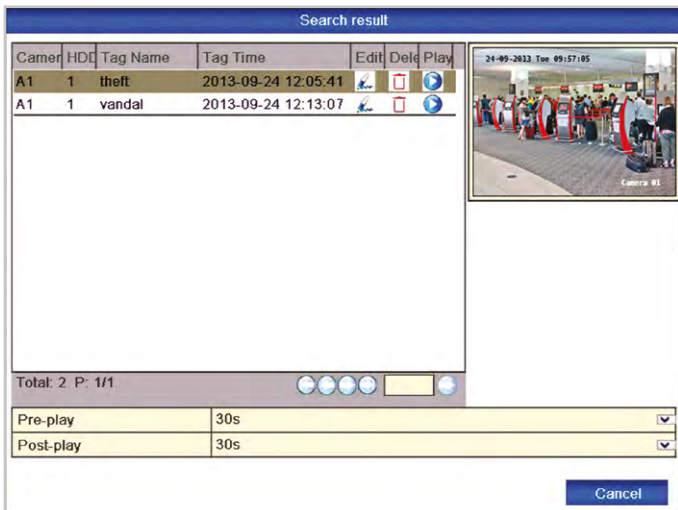 Search result
Camer HDD Tag Name Tag Time Edit Dele Play
A1 1 theft 2013-09-24 12:05:41
A1 1 vandal 2013-09-24 12:13:07
24-09-2013 Tue 09:57:05
Camera 01
Total: 2 P: 1/1
Pre-play 30s
Post-play 30s
Cancel